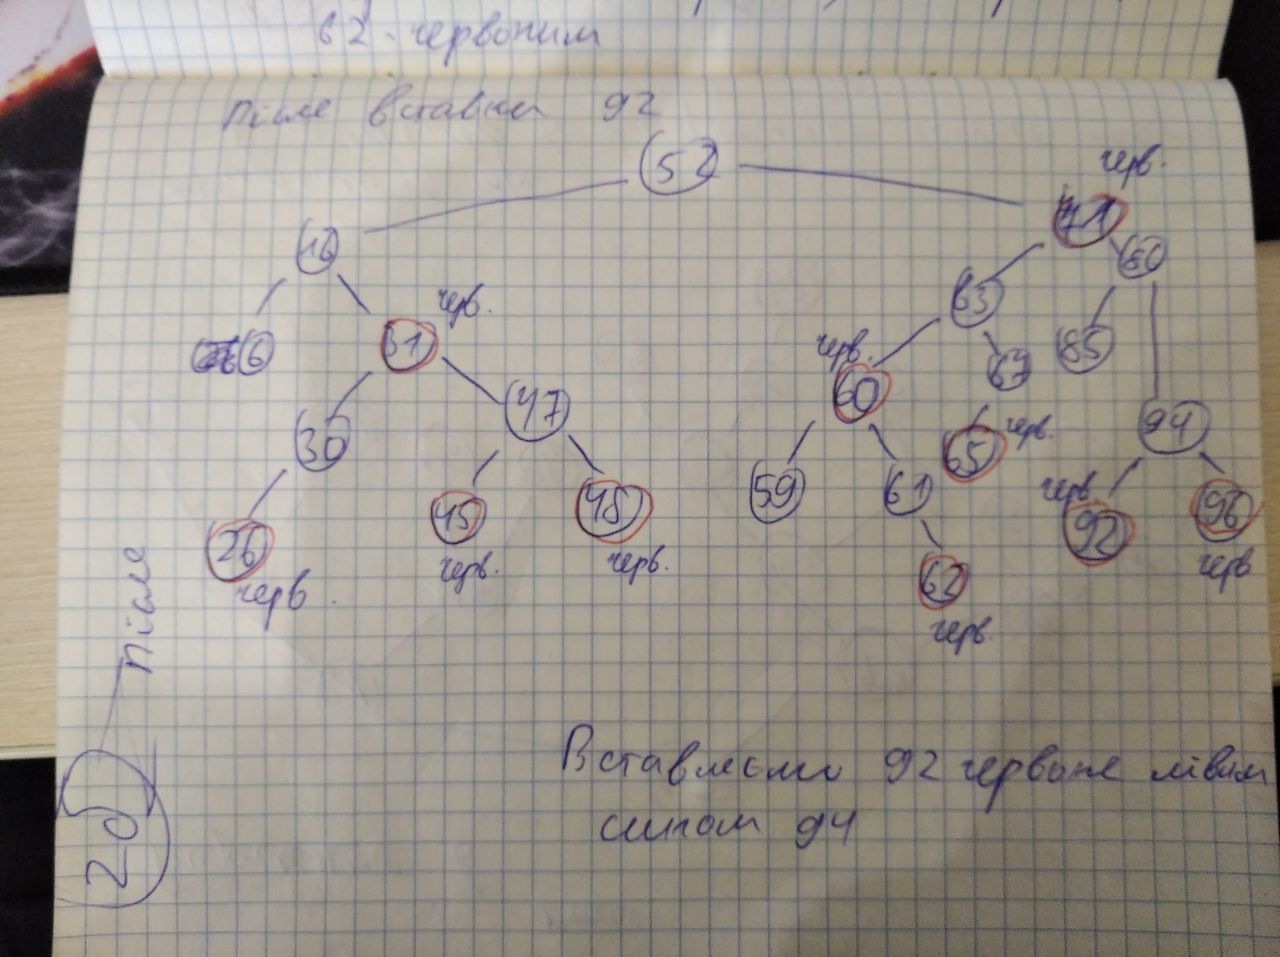 62 - червоним
Після вставки 92
52
черв.
71
16
60
63
черв.
6
31
85
черв.
67
60
47
94
30
65 черв.
59
61
черв.
45
48
92
96
26
черв.
черв.
черв.
черв
62
черв.
Після
20
Вставляємо 92 червоне лівим
сином 94